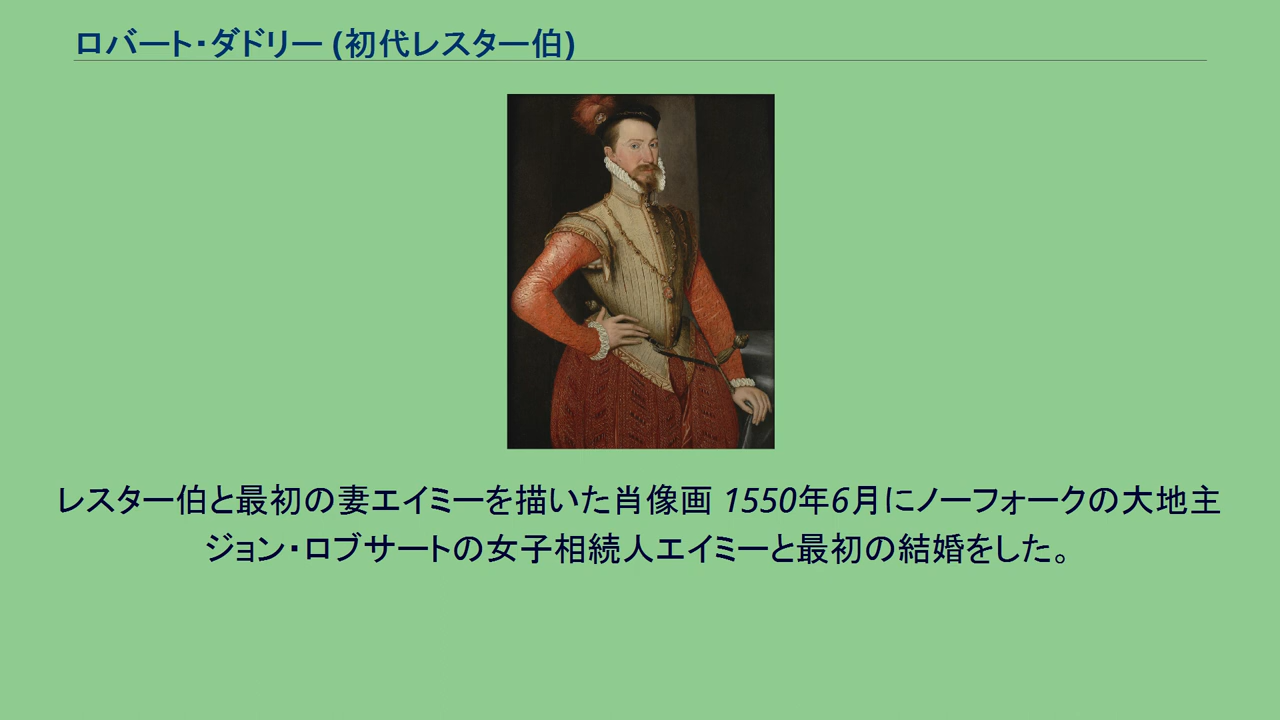 ロバート・ダドリー (初代レスター伯)
レスター伯と最初の妻エイミーを描いた肖像画 1550年6月にノーフォークの大地主
ジョン・ロブサートの女子相続人エイミーと最初の結婚をした。